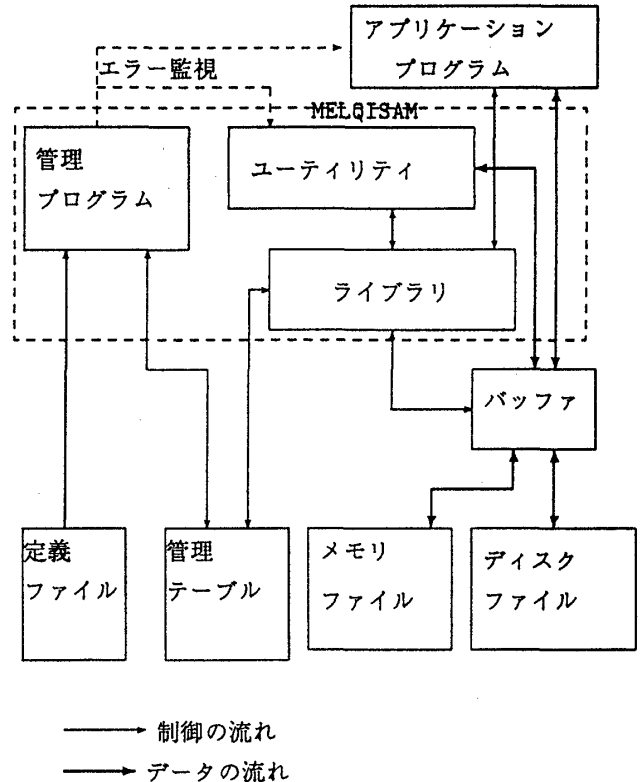 アプリケーション
プログラム
エラー監視
MELQISAM
管理
プログラム
ユーティリティ
ライブラリ
バッファ
定義
ファイル
管理
テーブル
メモリ
ファイル
ディスク
ファイル
制御の流れ
データの流れ